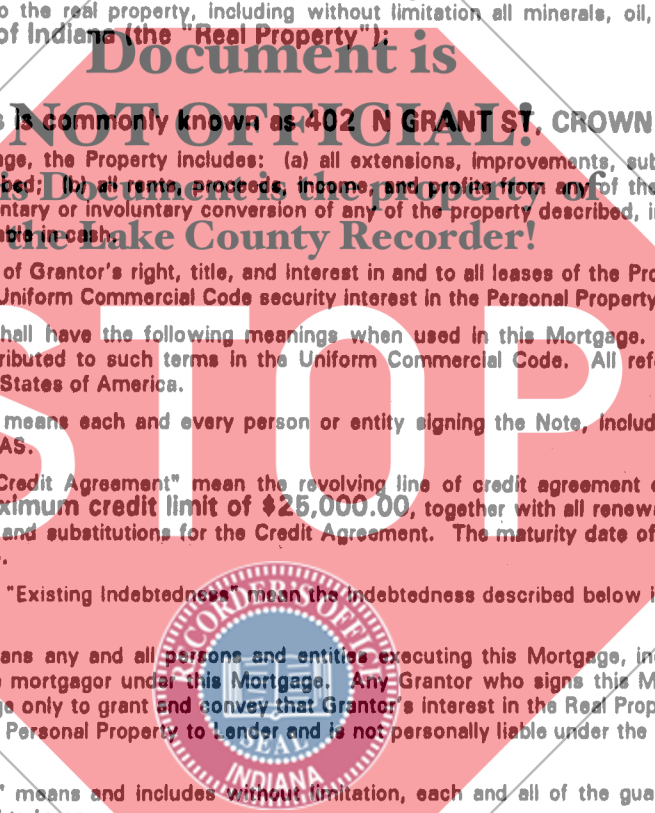 o the real property, including without limitation all minerals, oil,
of Indiana (the "Real Property"):
Document is
NOT OFFICIAL!
s is commonly known as 402 N GRANT ST, CROWN
age, the Property includes: (a) all extensions, improvements, sub
bed; (b) all rents, proceeds, income, and profits from any of the
is Document is the property of
ntary or involuntary conversion of any of the property described, i
able in cash.
the Lake County Recorder!
of Grantor's right, title, and interest in and to all leases of the Pro
Uniform Commercial Code security interest in the Personal Property
hall have the following meanings when used in this Mortgage.
ributed to such terms in the Uniform Commercial Code. All ref
States of America.
STOP
means each and every person or entity signing the Note, includ
AS.
Credit Agreement" mean the revolving line of credit agreement
ximum credit limit of $25,000.00, together with all renewa
and substitutions for the Credit Agreement. The maturity date of
"Existing Indebtedness" mean the indebtedness described below i
ans any and all persons and entities executing this Mortgage, in
e mortgagor under this Mortgage. Any Grantor who signs this M
ge only to grant and convey that Grantor's interest in the Real Prop
Personal Property to Lender and is not personally liable under the
RECORDER'S OFFICE
SEAL
INDIANA
" means and includes without limitation, each and all of the gua